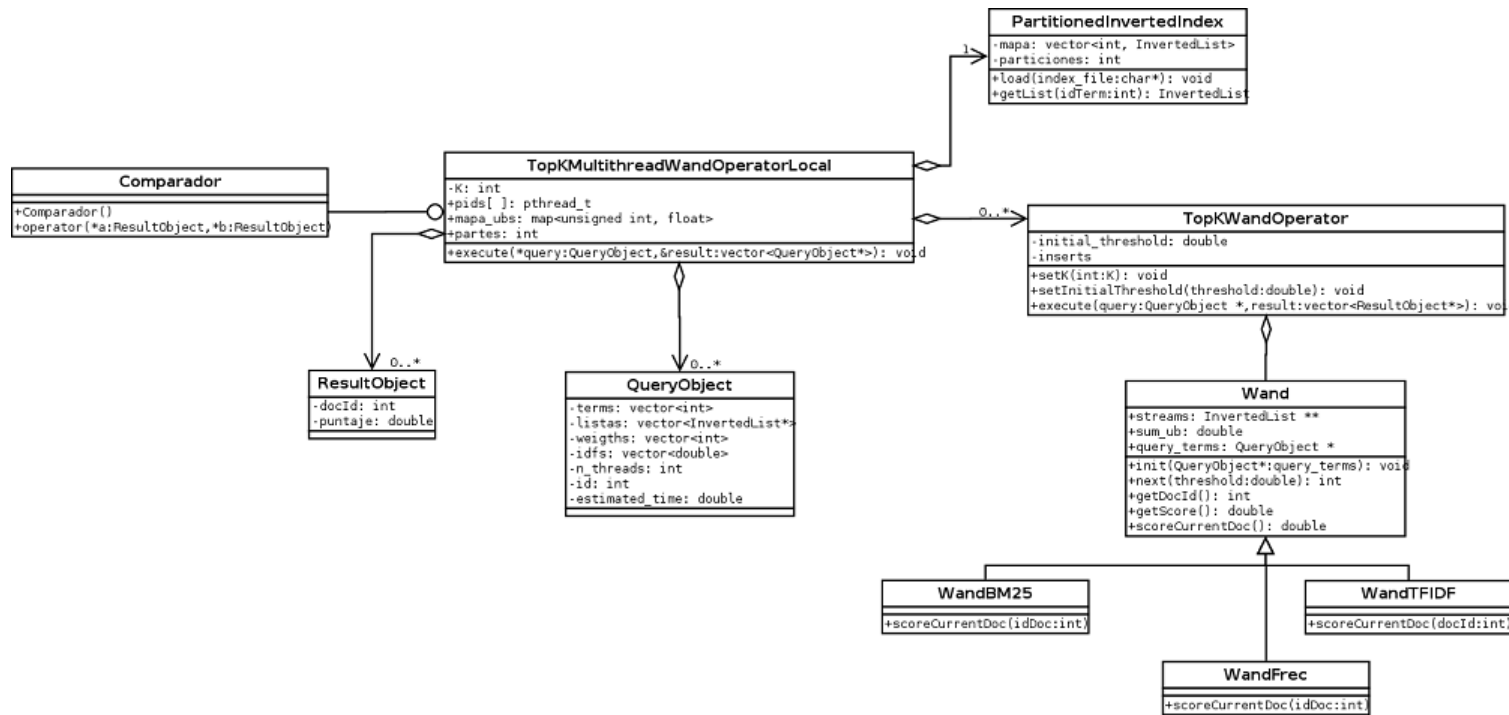 PartitionedInvertedIndex
-mapa: vector<int, InvertedList>
-particiones: int
+load(index_file:char*): void
+getList(idTerm:int): InvertedList
1
TopKMultithreadWandOperatorLocal
-K: int
+pids[ ]: pthread_t
+mapa_ubs: map<unsigned int, float>
+partes: int
+execute(*query:QueryObject,&result:vector<QueryObject*>): void
Comparador
+Comparador()
+operator(*a:ResultObject,*b:ResultObject)
0..*
TopKWandOperator
-initial_threshold: double
-inserts
+setK(int:K): void
+setInitialThreshold(threshold:double): void
+execute(query:QueryObject *,result:vector<ResultObject*>): voi
0..*
ResultObject
-docId: int
-puntaje: double
0..*
QueryObject
-terms: vector<int>
-listas: vector<InvertedList*>
-weigths: vector<int>
-idfs: vector<double>
-n_threads: int
-id: int
-estimated_time: double
Wand
+streams: InvertedList **
+sum_ub: double
+query_terms: QueryObject *
+init(QueryObject*:query_terms): void
+next(threshold:double): int
+getDocId(): int
+getScore(): double
+scoreCurrentDoc(): double
WandBM25
+scoreCurrentDoc(idDoc:int)
WandTFIDF
+scoreCurrentDoc(docId:int)
WandFrec
+scoreCurrentDoc(idDoc:int)